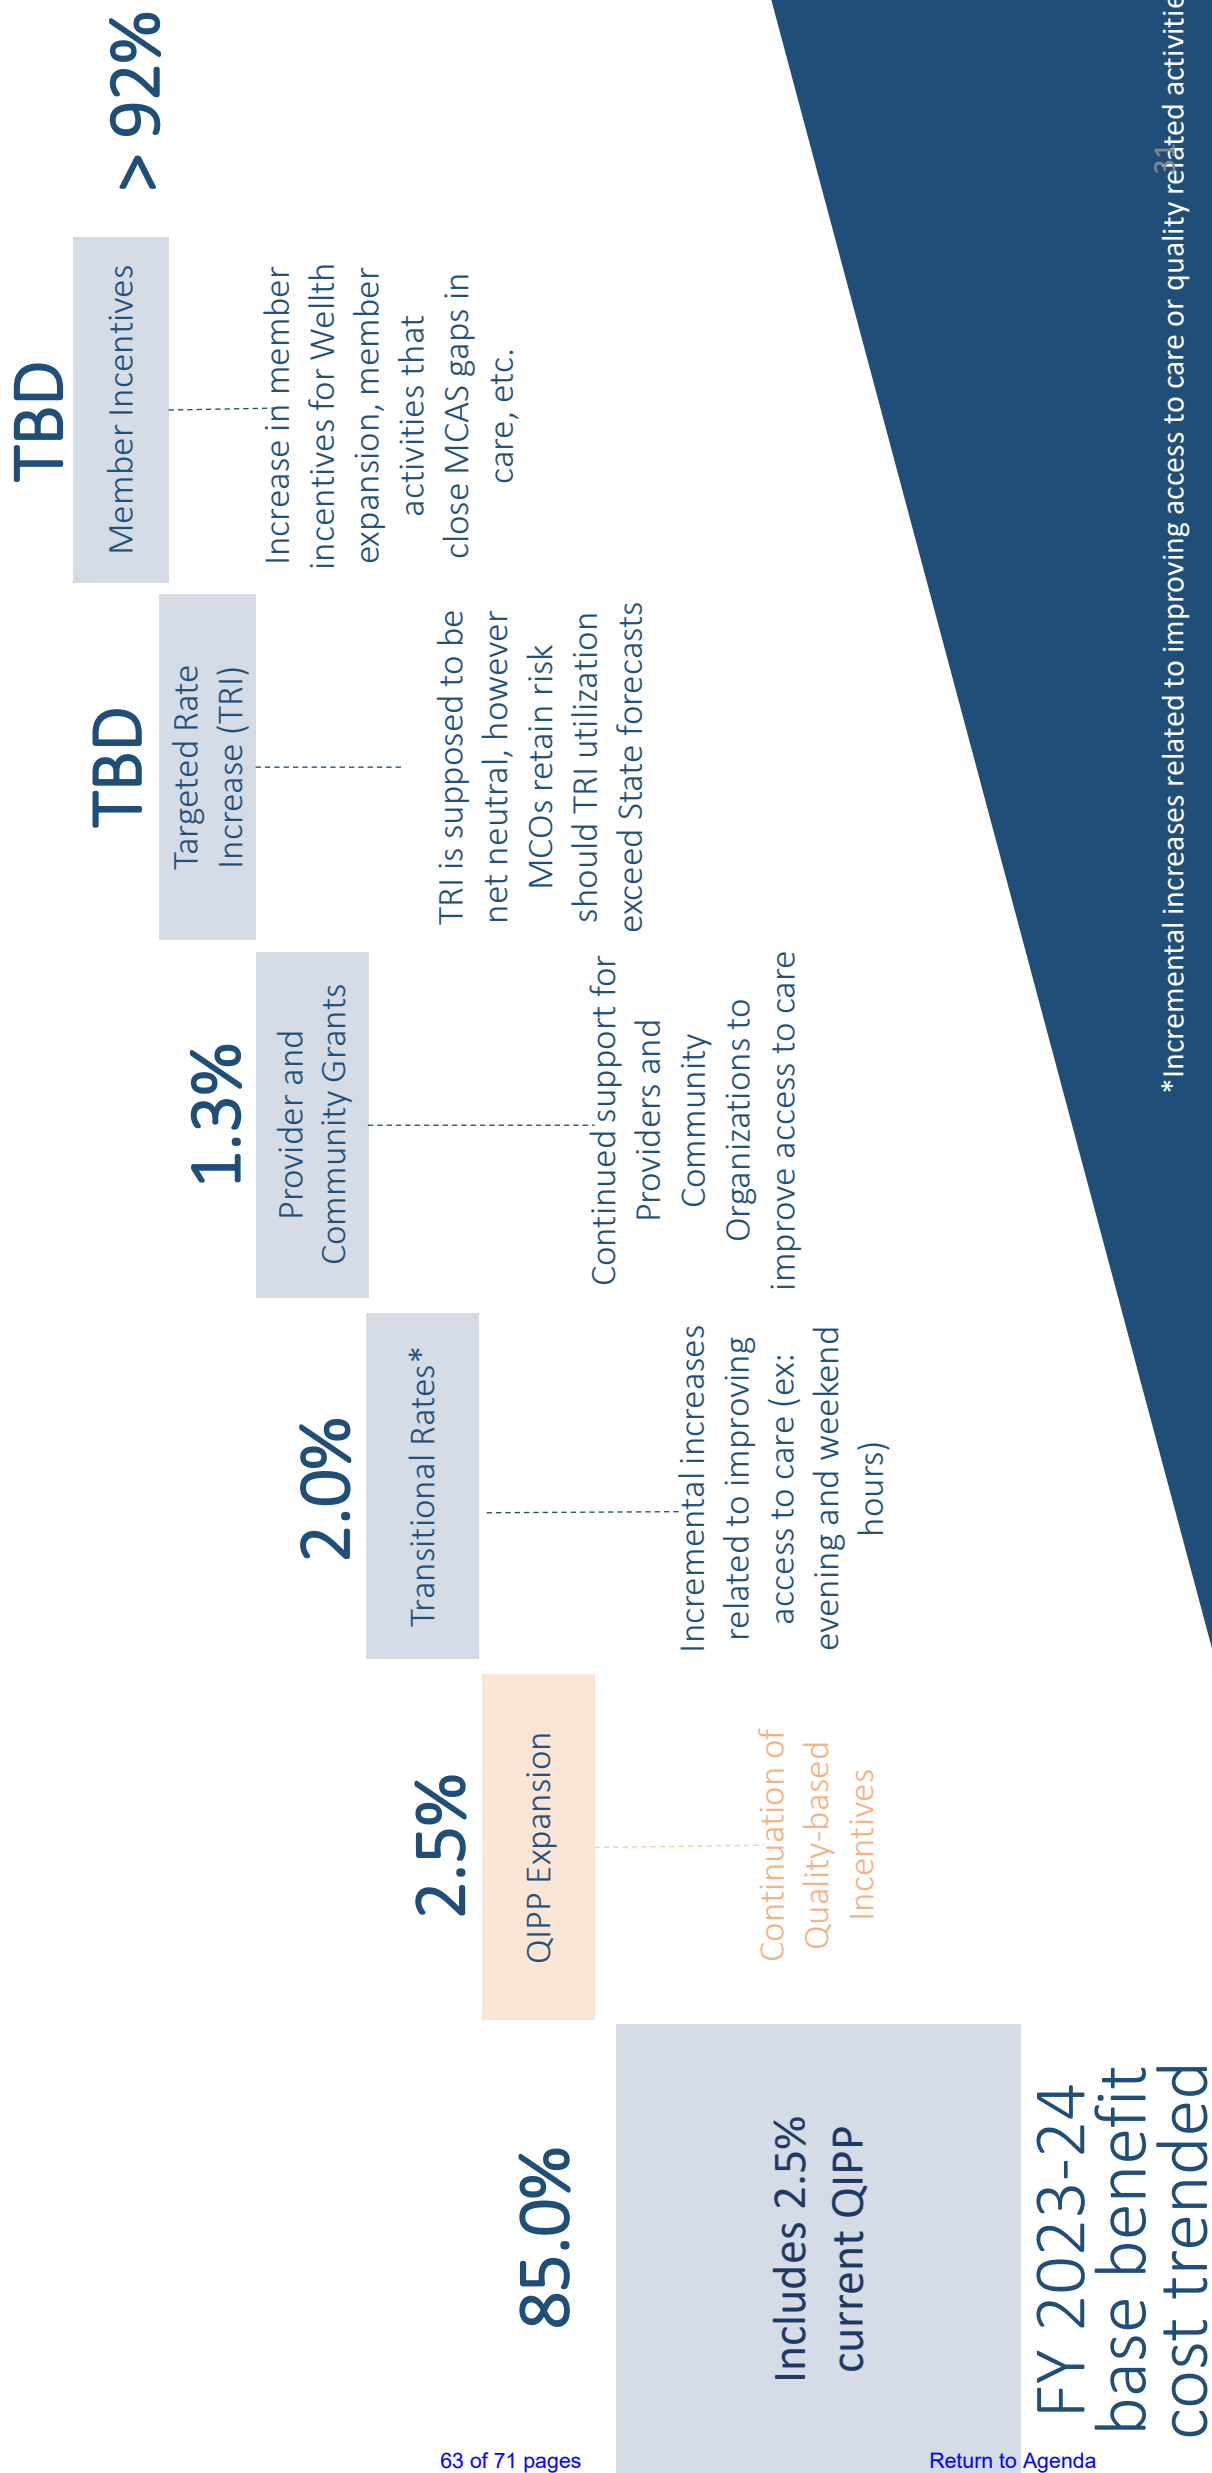 85.0%
Includes 2.5%
current QIPP
FY 2023-24
base benefit
cost trended
2.5%
QIPP Expansion
Continuation of
Quality-based
Incentives
2.0%
Transitional Rates*
Incremental increases
related to improving
access to care (ex:
evening and weekend
hours)
1.3%
Provider and
Community Grants
Continued support for
Providers and
Community
Organizations to
improve access to care
TBD
Targeted Rate
Increase (TRI)
TRI is supposed to be
net neutral, however
MCOs retain risk
should TRI utilization
exceed State forecasts
TBD
Member Incentives
Increase in member
incentives for Wellth
expansion, member
activities that
close MCAS gaps in
care, etc.
> 92%
*Incremental increases related to improving access to care or quality related activitie
31
63 of 71 pages
Return to Agenda